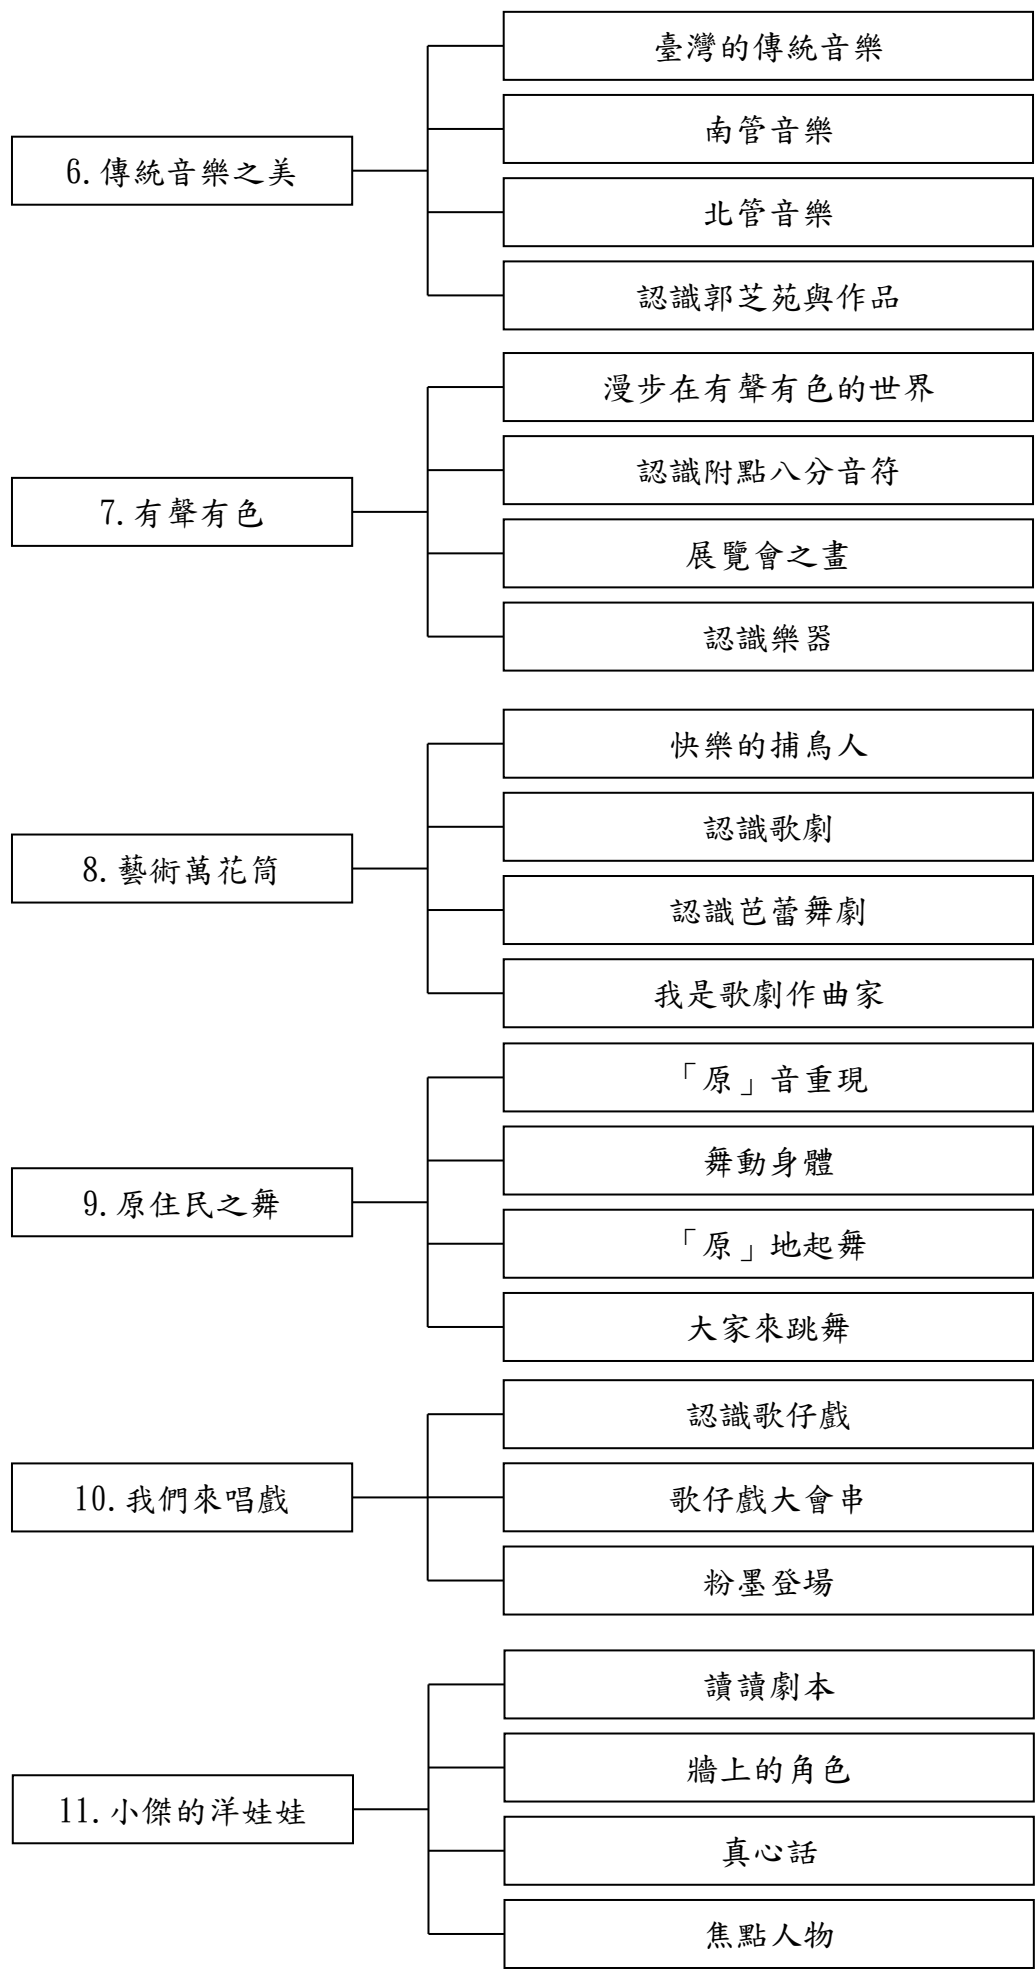 臺灣的傳統音樂
南管音樂
6.傳統音樂之美
北管音樂
認識郭芝苑與作品
漫步在有聲有色的世界
認識附點八分音符
7.有聲有色
展覽會之畫
認識樂器
快樂的捕鳥人
認識歌劇
8.藝術萬花筒
認識芭蕾舞劇
我是歌劇作曲家
「原」音重現
舞動身體
9.原住民之舞
「原」地起舞
大家來跳舞
認識歌仔戲
10.我們來唱戲
歌仔戲大會串
粉墨登場
讀讀劇本
牆上的角色
11.小傑的洋娃娃
真心話
焦點人物